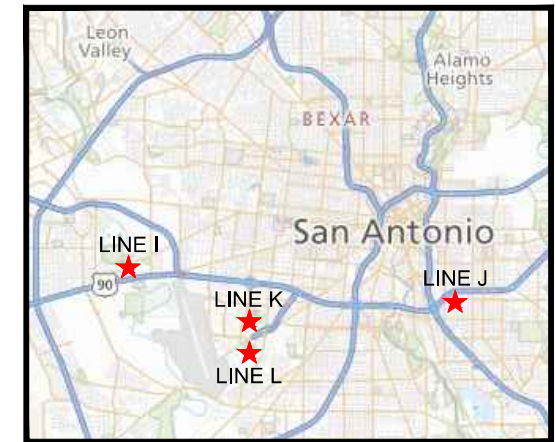 Leon
Valley
Alamo
Heights
BEXAR
San Antonio
LINE I
90
LINE J
LINE K
LINE L